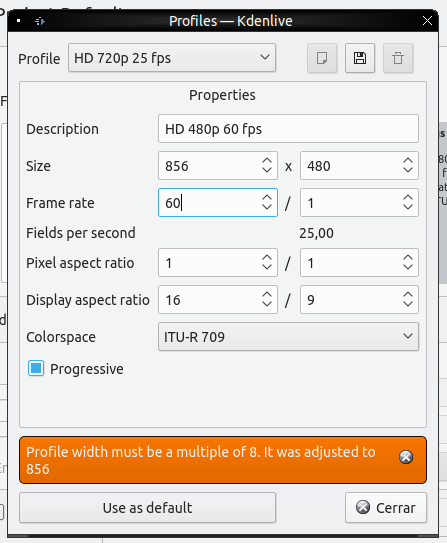 Profiles — Kdenlive
Profile HD 720p 25 fps
Properties
Description HD 480p 60 fps
Size 856 x 480
Frame rate 60 / 1
Fields per second 25,00
Pixel aspect ratio 1 / 1
Display aspect ratio 16 / 9
Colorspace ITU-R 709
Progressive
Profile width must be a multiple of 8. It was adjusted to
856
Use as default Cerrar